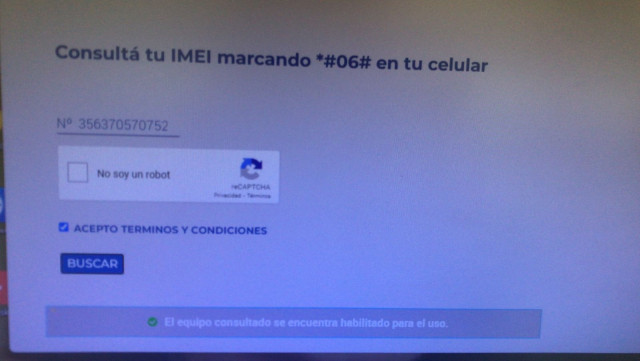 Consultá tu IMEI marcando *#06# en tu celular
Nº 356370570752
No soy un robot
reCAPTCHA
Privacidad - Términos
ACEPTO TERMINOS Y CONDICIONES
BUSCAR
El equipo consultado se encuentra habilitado para el uso.